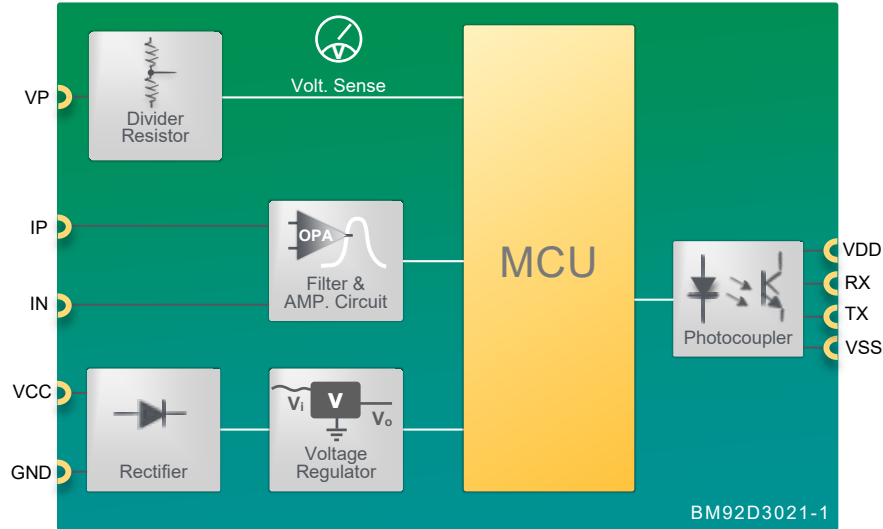 VP
Divider
Resistor
V
Volt. Sense
IP
IN
OPA
Filter &
AMP. Circuit
MCU
VDD
RX
TX
VSS
Photocoupler
VCC
GND
Rectifier
Vi
V
Vo
Voltage
Regulator
BM92D3021-1